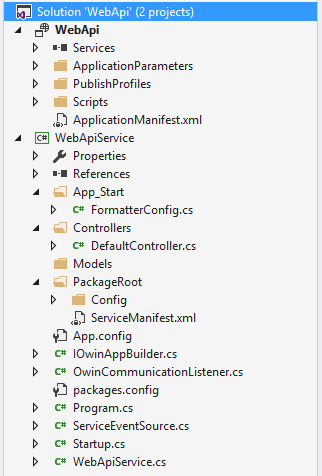 Solution 'WebApi' (2 projects)
WebApi
Services
ApplicationParameters
PublishProfiles
Scripts
ApplicationManifest.xml
C# WebApiService
Properties
References
App_Start
C# FormatterConfig.cs
Controllers
C# DefaultController.cs
Models
PackageRoot
Config
ServiceManifest.xml
App.config
C# IOwinAppBuilder.cs
C# OwinCommunicationListener.cs
packages.config
C# Program.cs
C# ServiceEventSource.cs
C# Startup.cs
C# WebApiService.cs